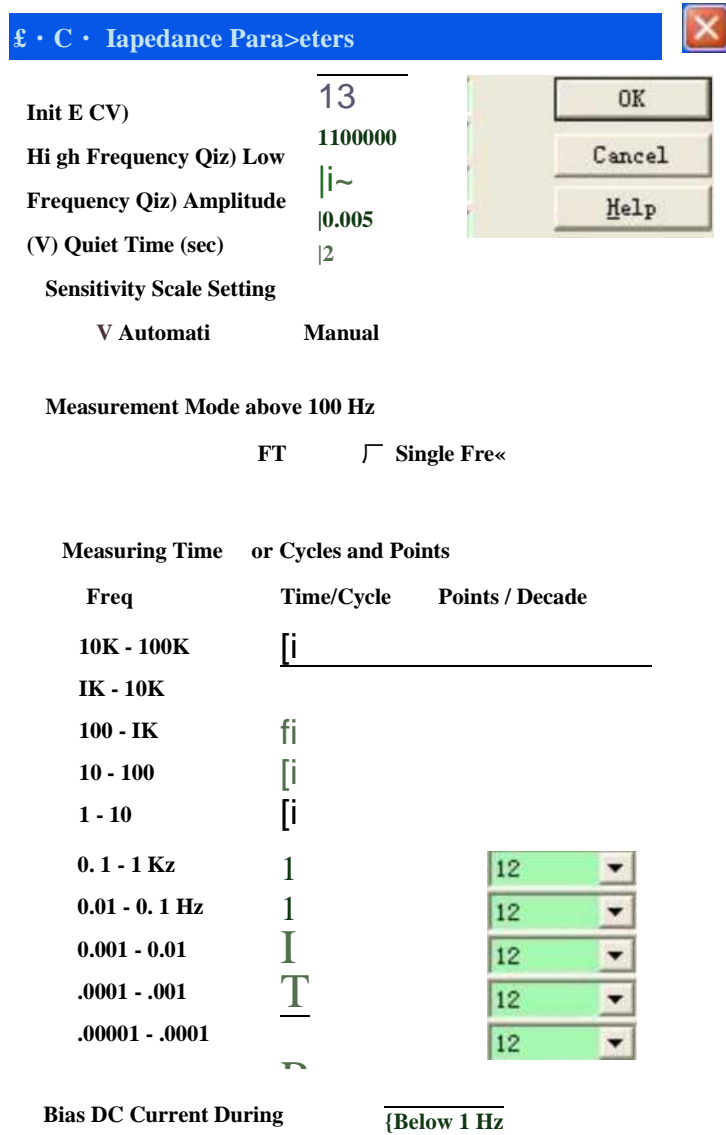 £・C・ Iapedance Para>eters
Init E CV) 13
OK
1100000
Hi gh Frequency Qiz) Low
Cancel
|i~
Frequency Qiz) Amplitude
|0.005
Help
(V) Quiet Time (sec) |2
Sensitivity Scale Setting
V Automati Manual
Measurement Mode above 100 Hz
FT 厂 Single Fre«
Measuring Time or Cycles and Points
Freq Time/Cycle Points / Decade
10K - 100K [i
IK - 10K
100 - IK fi
10 - 100 [i
1 - 10 [i
0. 1 - 1 Kz 1 12
0.01 - 0. 1 Hz 1 12
0.001 - 0.01 I 12
.0001 - .001 T 12
.00001 - .0001 12
Bias DC Current During {Below 1 Hz